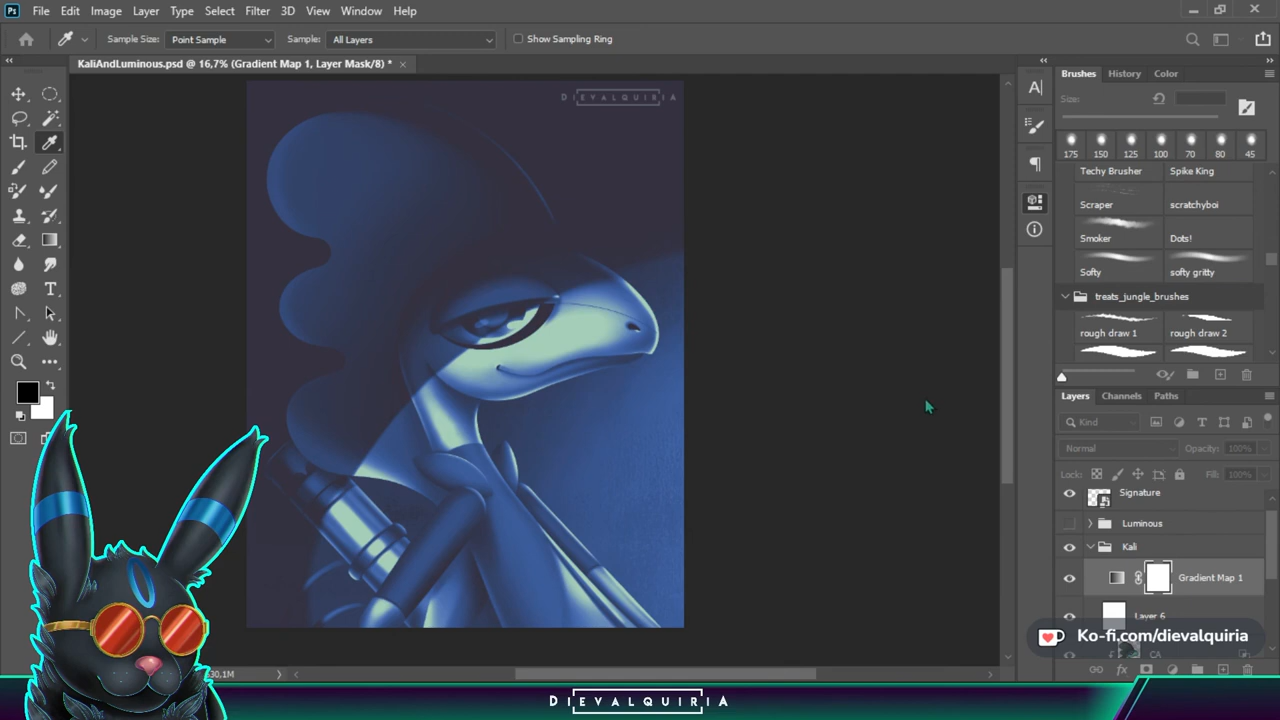 Ps File Edit Image Layer Type Select Filter 3D View Window Help
Sample Size: Point Sample Sample: All Layers Show Sampling Ring
KaliAndLuminous.psd @ 16,7% (Gradient Map 1, Layer Mask/8) *
DIEVALQUIRIA
Brushes History Color
Size:
175 150 125 100 70 80 45
Techy Brusher Spike King
Scraper scratchyboi
Smoker Dots!
Softy softy gritty
treats_jungle_brushes
rough draw 1 rough draw 2
Layers Channels Paths
Kind
Normal Opacity: 100%
Lock: Fill: 100%
Signature
Luminous
Kali
Gradient Map 1
Layer 6
Ko-fi.com/dievalquiria
CA
30,1M
DIEVALQUIRIA